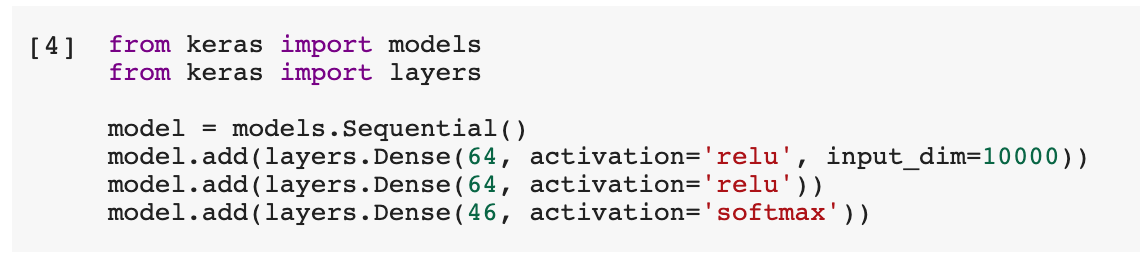 [4] from keras import models
from keras import layers
model = models.Sequential()
model.add(layers.Dense(64, activation='relu', input_dim=10000))
model.add(layers.Dense(64, activation='relu'))
model.add(layers.Dense(46, activation='softmax'))